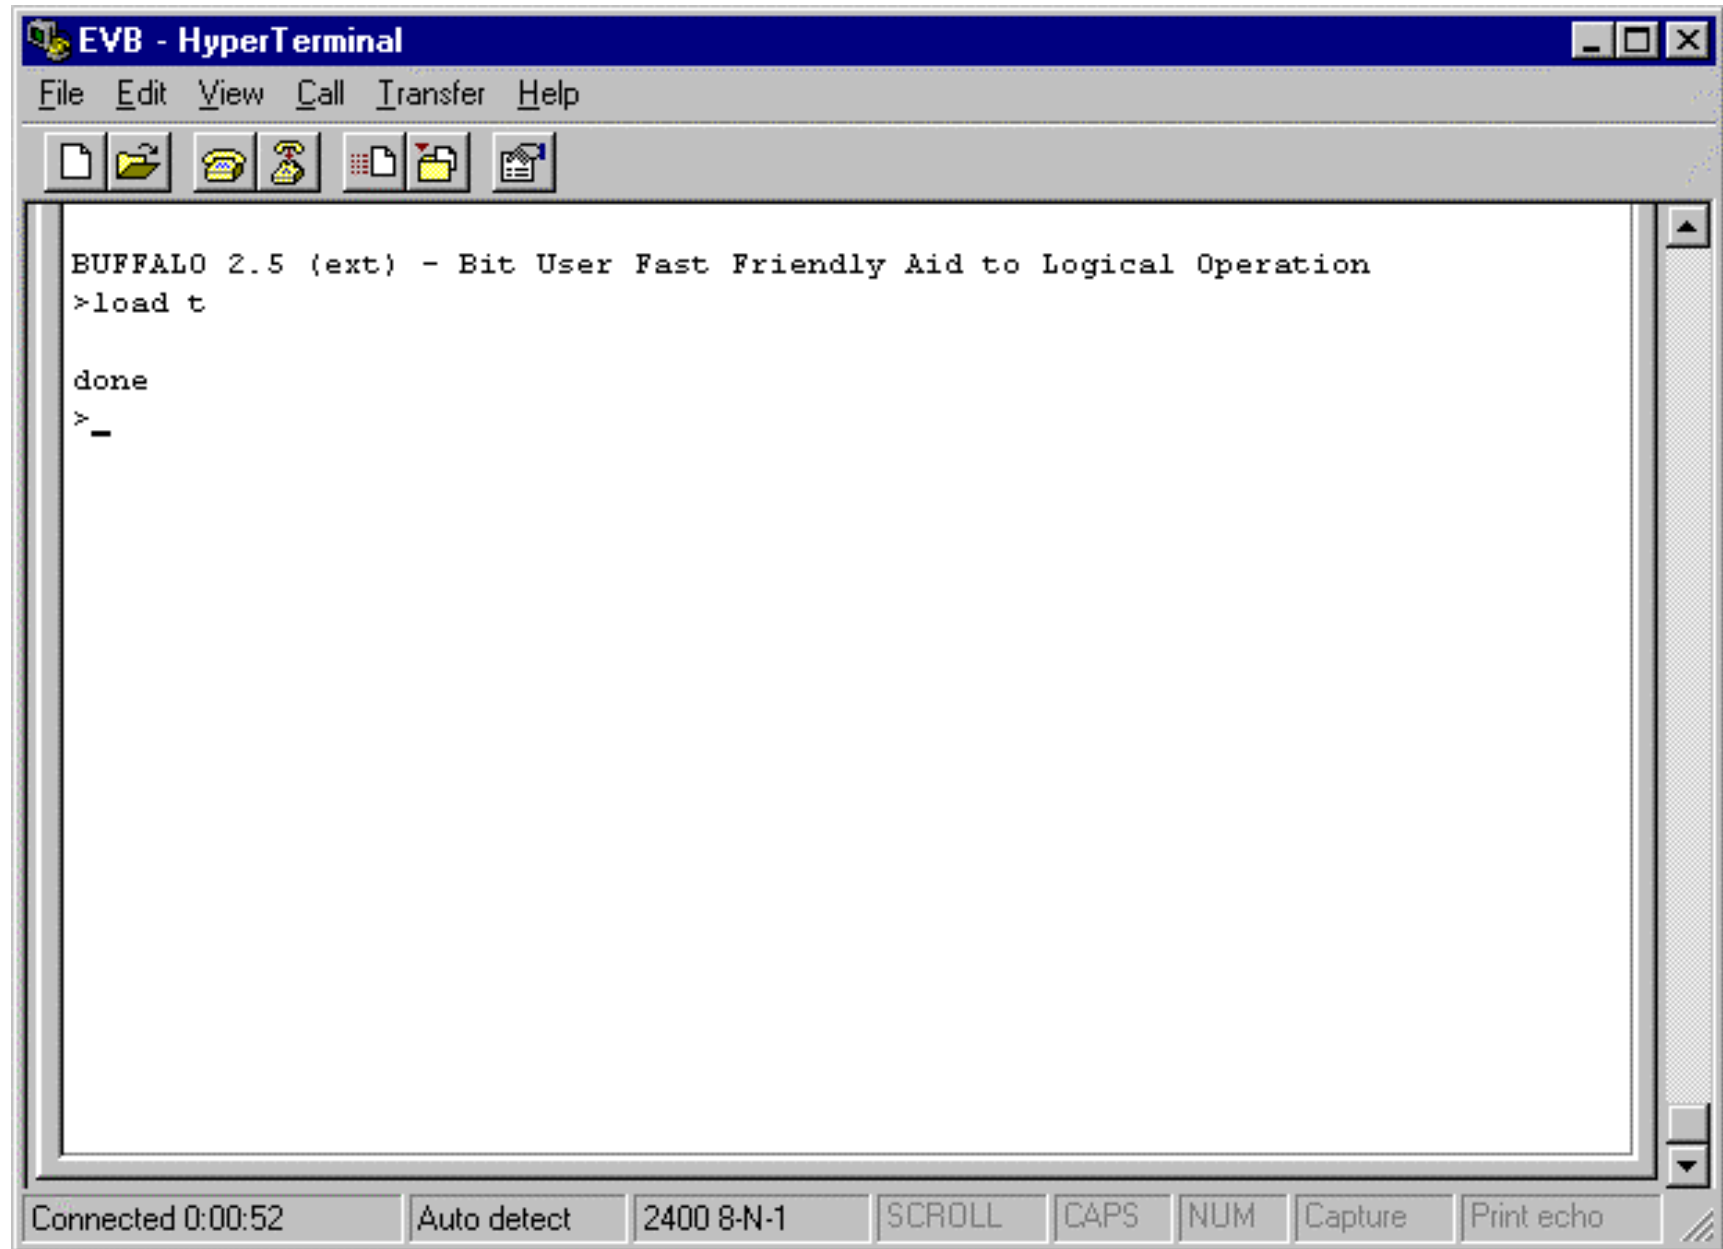 EVB - HyperTerminal
File Edit View Call Transfer Help
BUFFALO 2.5 (ext) - Bit User Fast Friendly Aid to Logical Operation
>load t
done
>_
Connected 0:00:52 Auto detect 2400 8-N-1 SCROLL CAPS NUM Capture Print echo